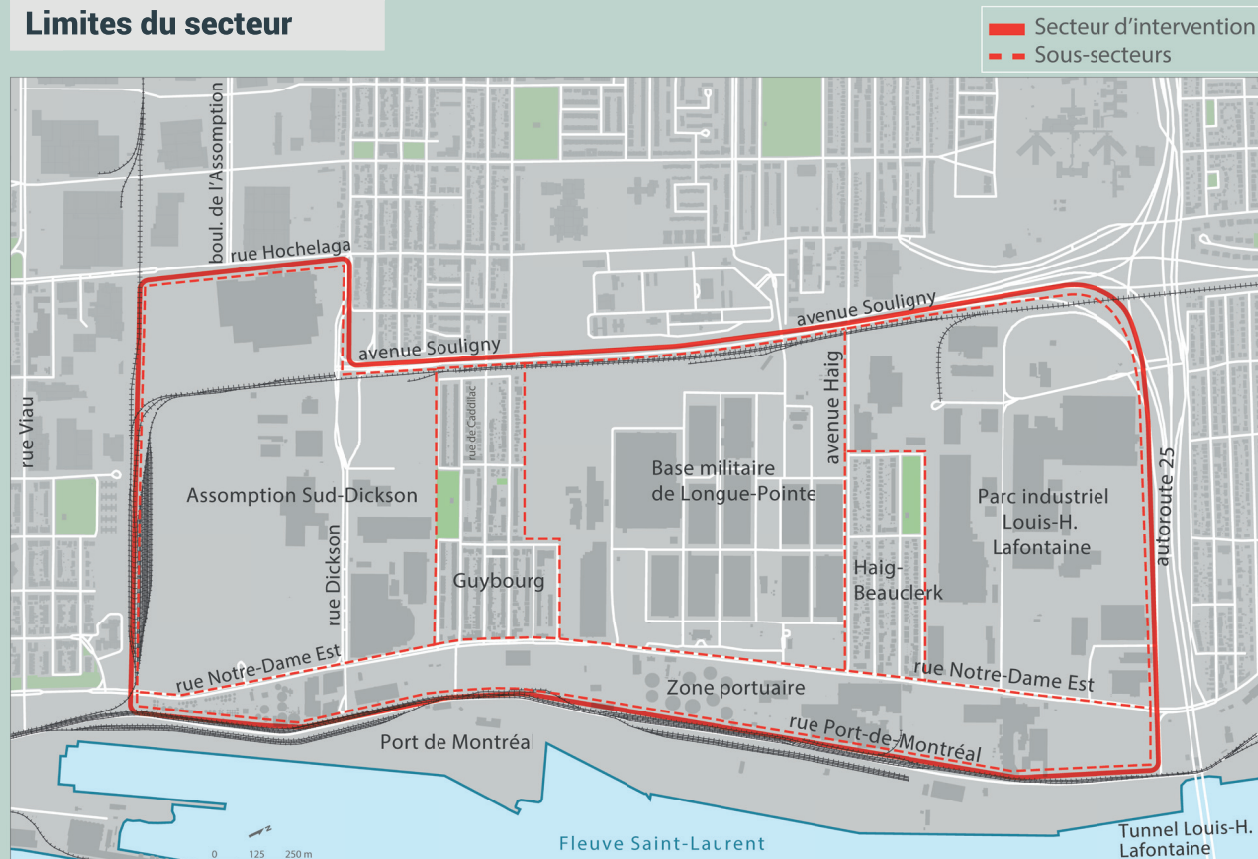 Limites du secteur
Secteur d'intervention
Sous-secteurs
boul. de l'Assomption
rue Hochelaga
avenue Souligny
avenue Souligny
rue Viau
rue de Cadillac
avenue Haig
autoroute 25
Assomption Sud-Dickson
Base militaire
de Longue-Pointe
Parc industriel
Louis-H.
Lafontaine
rue Dickson
Guybourg
Haig-
Beauclerk
rue Notre-Dame Est
rue Notre-Dame Est
Zone portuaire
rue Port-de-Montréal
Port de Montréal
Fleuve Saint-Laurent
Tunnel Louis-H.
Lafontaine
0 125 250 m